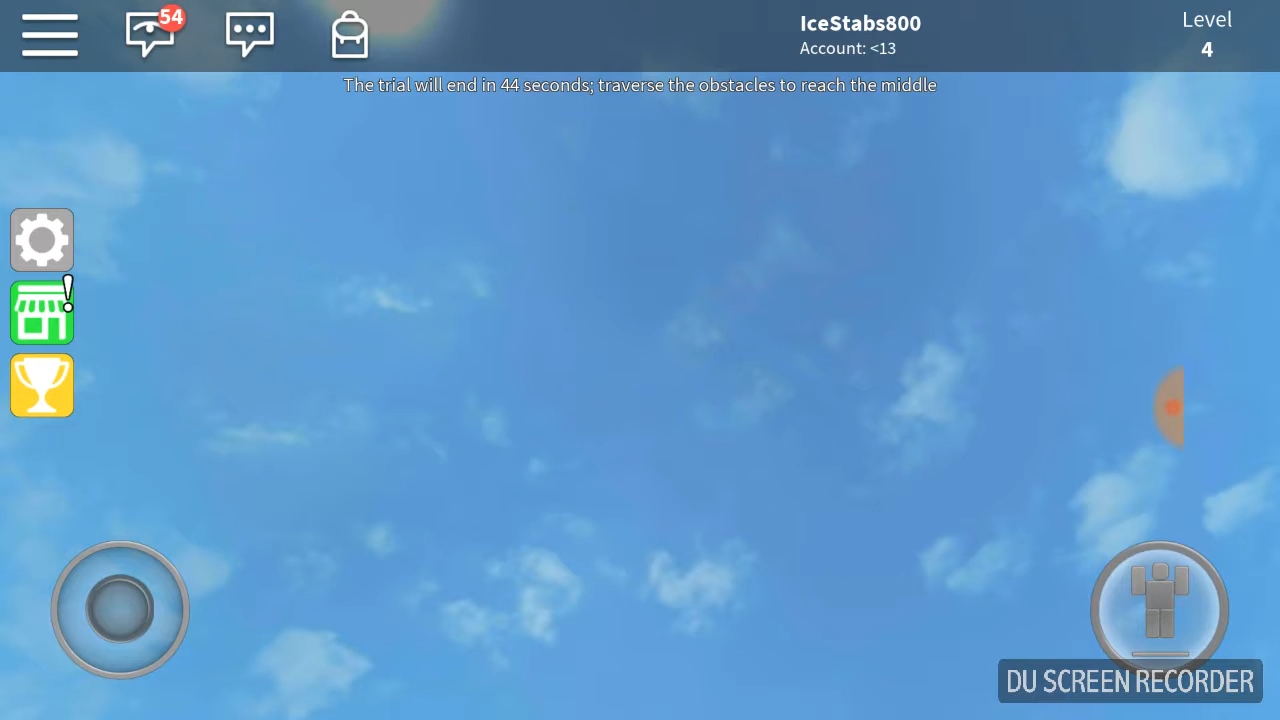 54
IceStabs800
Account: <13
Level
4
The trial will end in 44 seconds; traverse the obstacles to reach the middle
DU SCREEN RECORDER